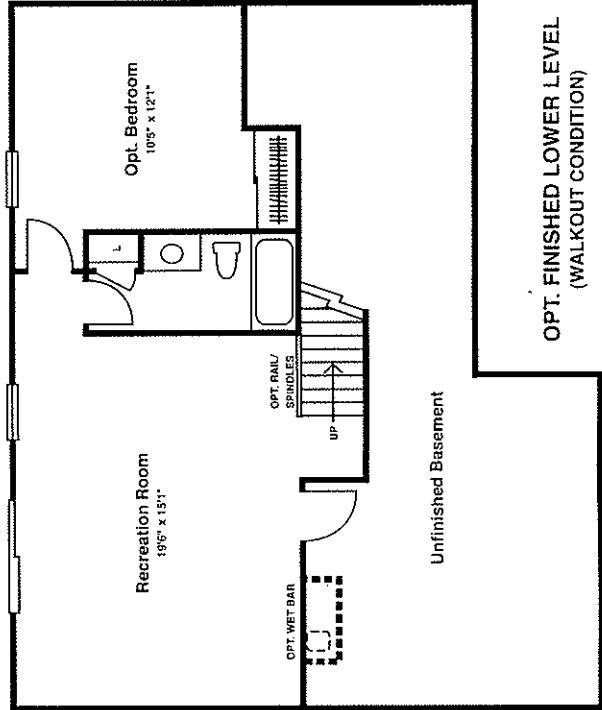 Opt. Bedroom
10'5" x 12'1"
L
Recreation Room
19'6" x 15'1"
OPT. RAIL/
SPINDLES
UP
OPT. WET BAR
Unfinished Basement
OPT. FINISHED LOWER LEVEL
(WALKOUT CONDITION)